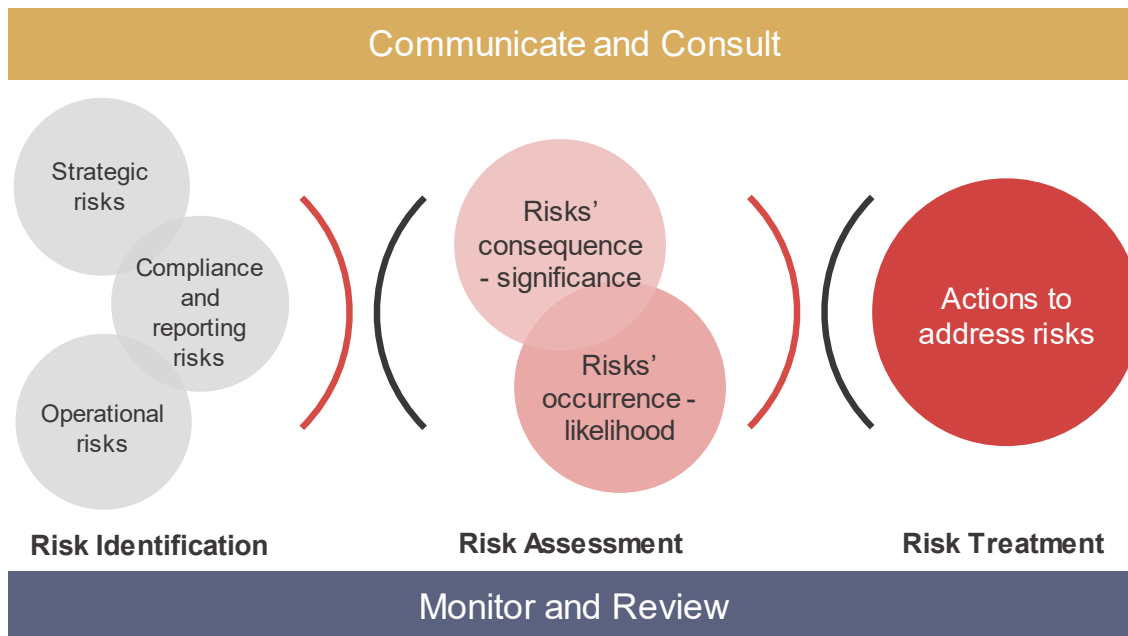 Communicate and Consult
Strategic
risks
Compliance
and
reporting
risks
Operational
risks
Risk Identification
Risks’
consequence
- significance
Risks’
occurrence -
likelihood
Risk Assessment
Actions to
address risks
Risk Treatment
Monitor and Review